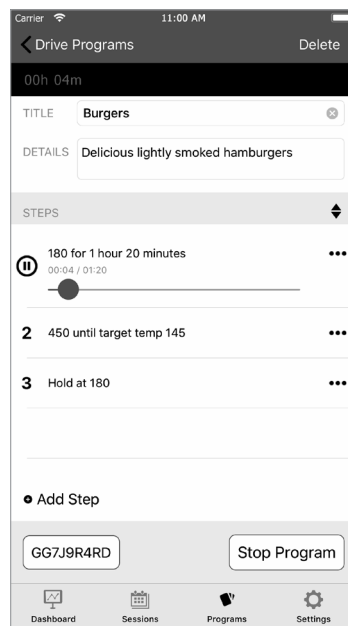 Carrier 11:00 AM
Drive Programs Delete
00h 04m
TITLE Burgers
DETAILS Delicious lightly smoked hamburgers
STEPS
180 for 1 hour 20 minutes
00:04 / 01:20
2 450 until target temp 145
3 Hold at 180
Add Step
GG7J9R4RD Stop Program
Dashboard Sessions Programs Settings